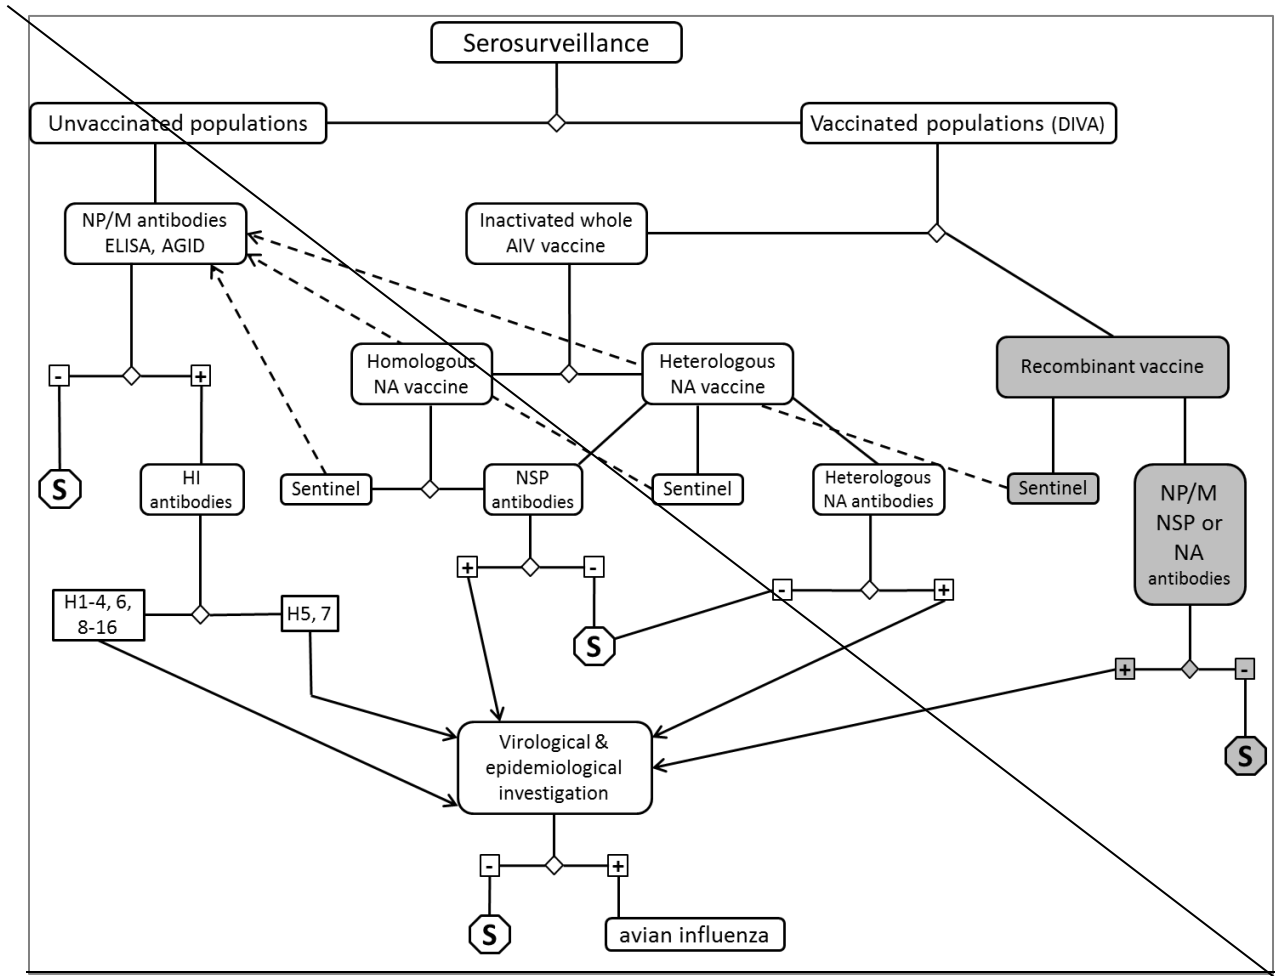 Serosurveillance
Unvaccinated populations
Vaccinated populations (DIVA)
NP/M antibodies
ELISA, AGID
Inactivated whole
AIV vaccine
Homologous
NA vaccine
Heterologous
NA vaccine
Recombinant vaccine
-
+
S
HI
antibodies
Sentinel
NSP
antibodies
Sentinel
Heterologous
NA antibodies
Sentinel
NP/M
NSP or
NA
antibodies
+
-
-
+
H1-4, 6,
8-16
H5, 7
S
+
-
Virological &
epidemiological
investigation
S
-
+
S
avian influenza